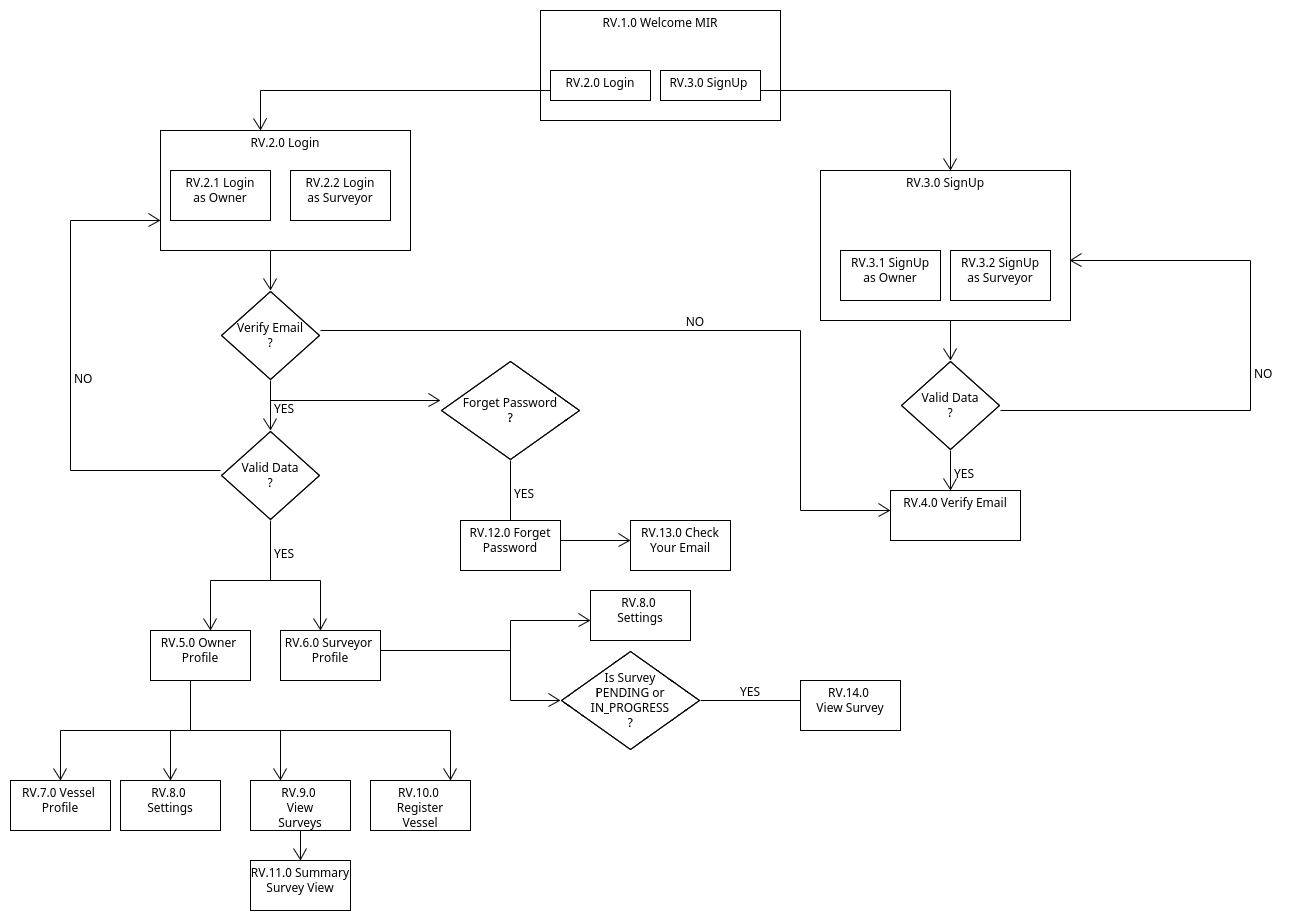 RV.1.0 Welcome MIR
RV.2.0 Login
RV.3.0 SignUp
RV.2.0 Login
RV.2.1 Login
as Owner
RV.2.2 Login
as Surveyor
RV.3.0 SignUp
RV.3.1 SignUp
as Owner
RV.3.2 SignUp
as Surveyor
Verify Email
?
NO
NO
YES
Forget Password
?
Valid Data
?
NO
YES
Valid Data
?
YES
RV.4.0 Verify Email
RV.12.0 Forget
Password
RV.13.0 Check
Your Email
YES
RV.5.0 Owner
Profile
RV.6.0 Surveyor
Profile
RV.8.0
Settings
Is Survey
PENDING or
IN_PROGRESS
?
YES
RV.14.0
View Survey
RV.7.0 Vessel
Profile
RV.8.0
Settings
RV.9.0
View
Surveys
RV.10.0
Register
Vessel
RV.11.0 Summary
Survey View